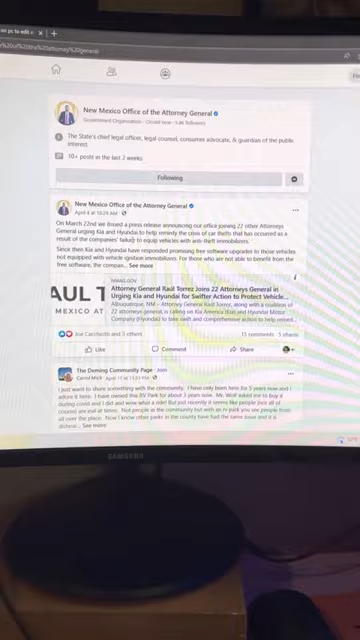 New Mexico Office of the Attorney General
The State's chief legal officer, legal counsel, consumer advocate, & guardian of the public
interest.
10+ posts in the last 2 weeks
Following
New Mexico Office of the Attorney General
April 4 at 10:29 AM
On March 22nd we issued a press release announcing our office joining 22 other Attorneys
General urging Kia and Hyundai to help remedy the crisis of car thefts that has occurred as a
result of the companies' failure to equip vehicles with anti-theft immobilizers.
Since then Kia and Hyundai have responded promising free software upgrades to those vehicles
not equipped with vehicle ignition immobilizers. For those who are not able to benefit from the
free software, the compan... See more
AUL T
MEXICO AT
NMAG.GOV
Attorney General Raúl Torrez Joins 22 Attorneys General in
Urging Kia and Hyundai for Swifter Action to Protect Vehicle...
Albuquerque, NM – Attorney General Raúl Torrez, along with a coalition of
22 attorneys general, is calling on Kia America (Kia) and Hyundai Motor
Company (Hyundai) to take swift and comprehensive action to help remed...
15 comments 5 shares
Like
Comment
Share
The Deming Community Page · Join
I just want to share something with the community. I have only been here for 5 years now and I
adore it here. I have owned this RV Park for about 3 years now. Mr. Wolf asked me to buy it
during covid and I did and wow what a ride! But just recently it seems like people (not all of
course) are evil at times. Not people in the community but with an rv park you see people from
all over the place. Now I know other parks in the county have had the same issue and it is
... See more
SAMSUNG